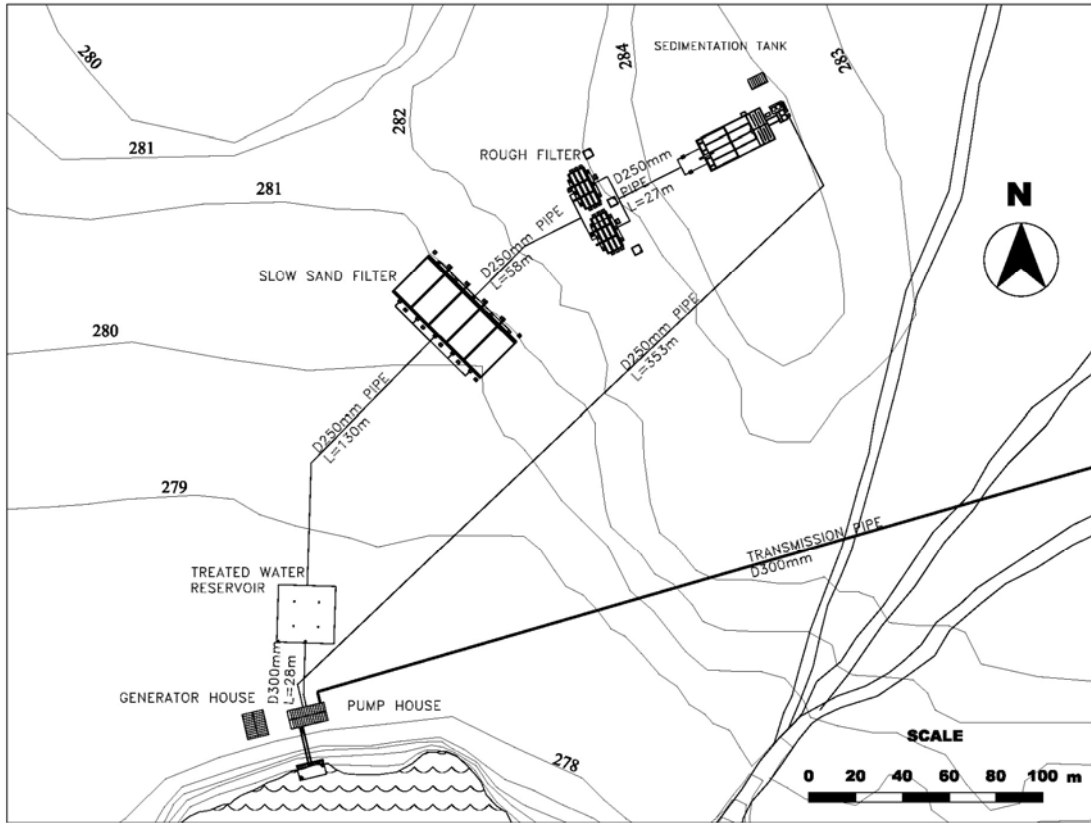 280
284
SEDIMENTATION TANK
283
282
281
ROUGH FILTER
D250mm
PIPE
L=27m
281
D250mm PIPE
L=58m
SLOW SAND FILTER
N
280
D250mm PIPE
L=353m
D250mm PIPE
L=130m
279
TRANSMISSION PIPE
D300mm
TREATED WATER
RESERVOIR
D300mm
L=28m
GENERATOR HOUSE
PUMP HOUSE
278
SCALE
0 20 40 60 80 100 m